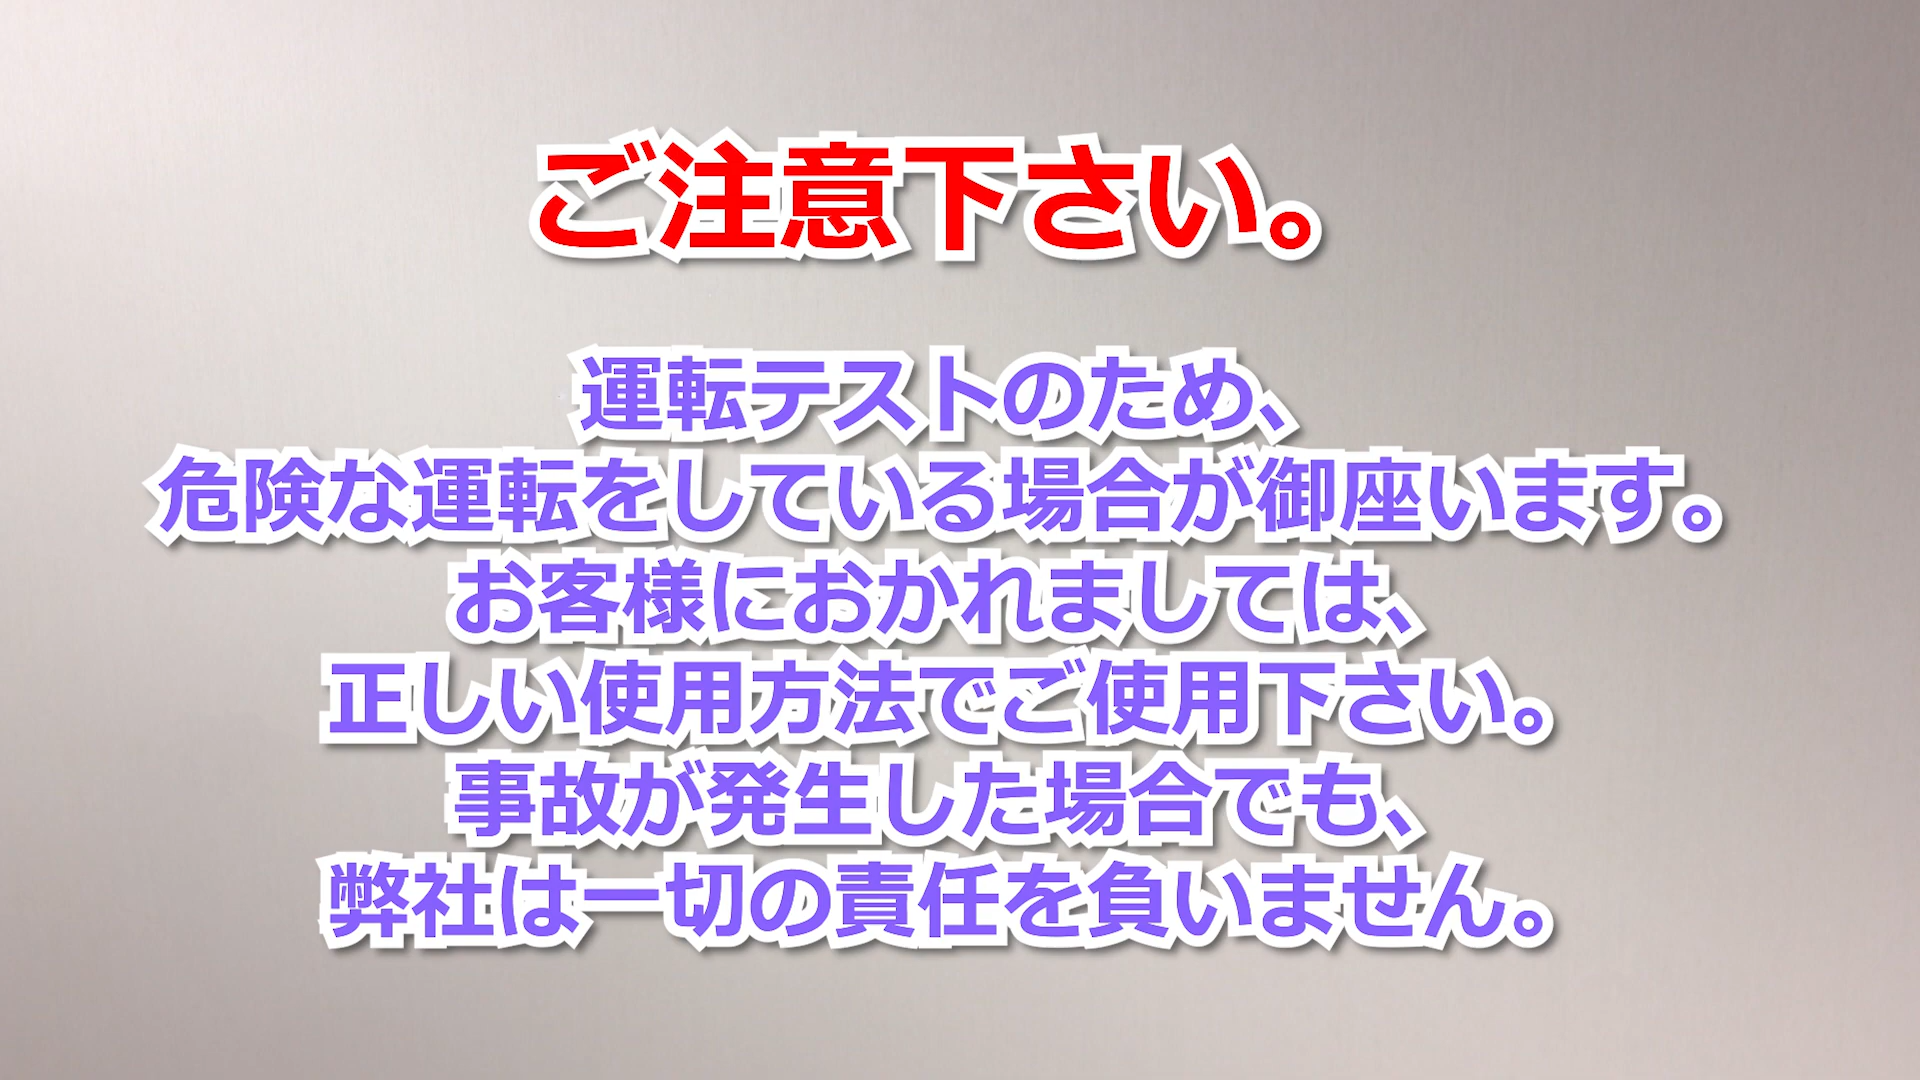 ご注意下さい。
運転テストのため、
危険な運転をしている場合が御座います。
お客様におかれましては、
正しい使用方法でご使用下さい。
事故が発生した場合でも、
弊社は一切の責任を負いません。